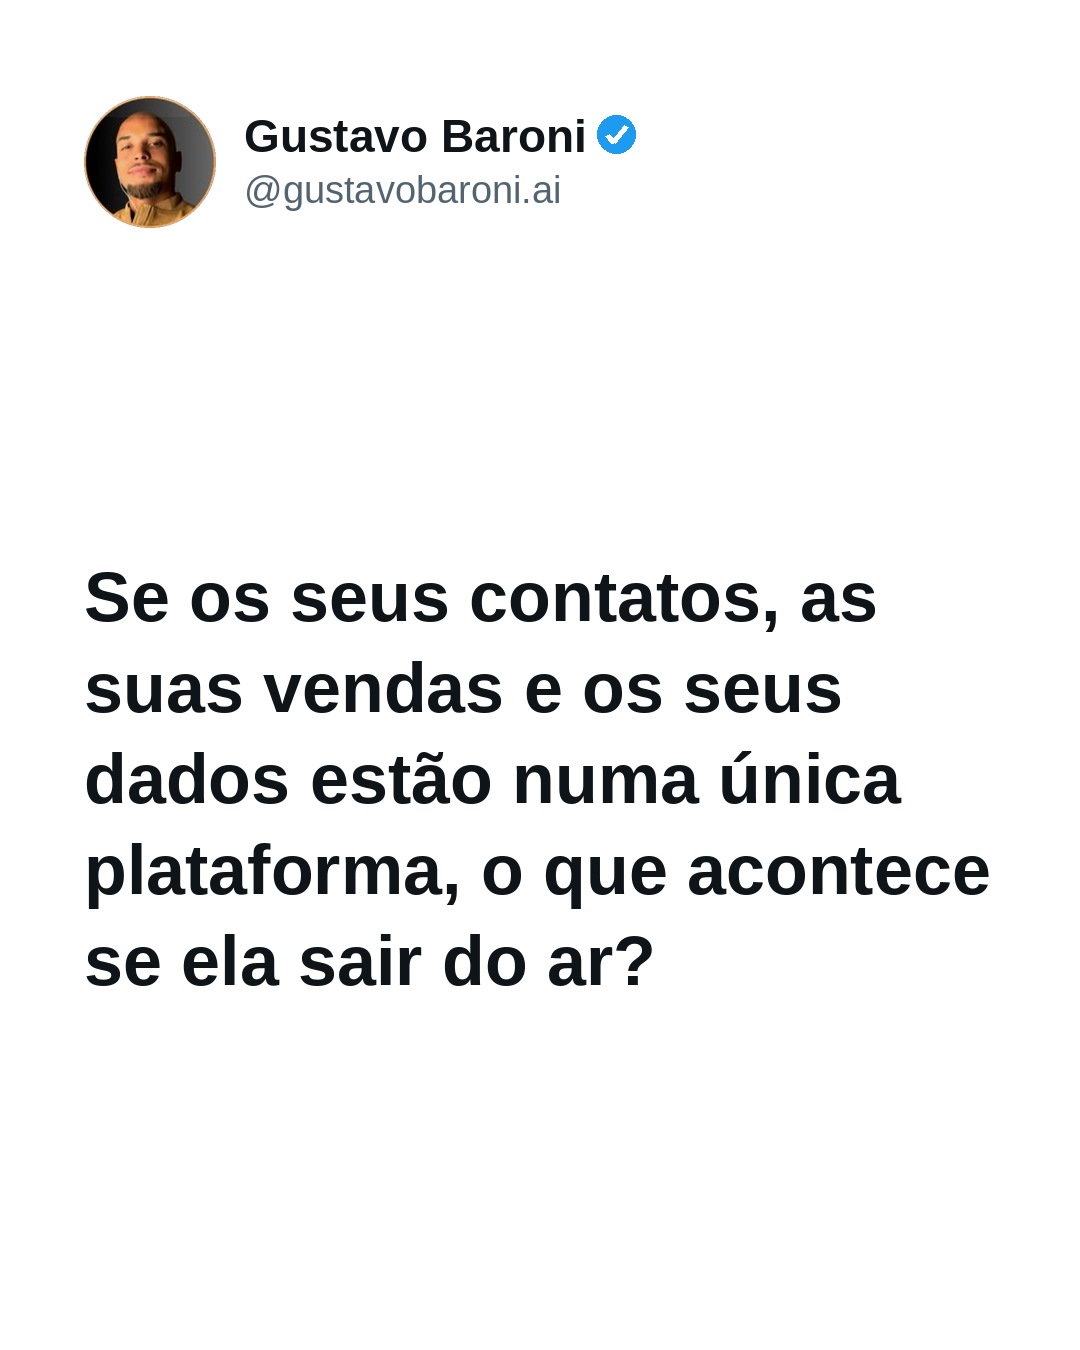 Gustavo Baroni
@gustavobaroni.ai
Se os seus contatos, as
suas vendas e os seus
dados estão numa única
plataforma, o que acontece
se ela sair do ar?